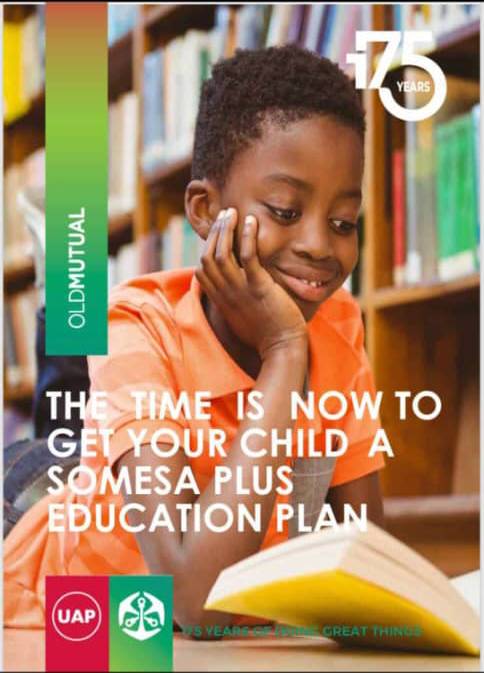 175
YEARS
OLDMUTUAL
THE TIME IS NOW TO
GET YOUR CHILD A
SOMESA PLUS
EDUCATION PLAN
UAP
175 YEARS OF DOING GREAT THINGS